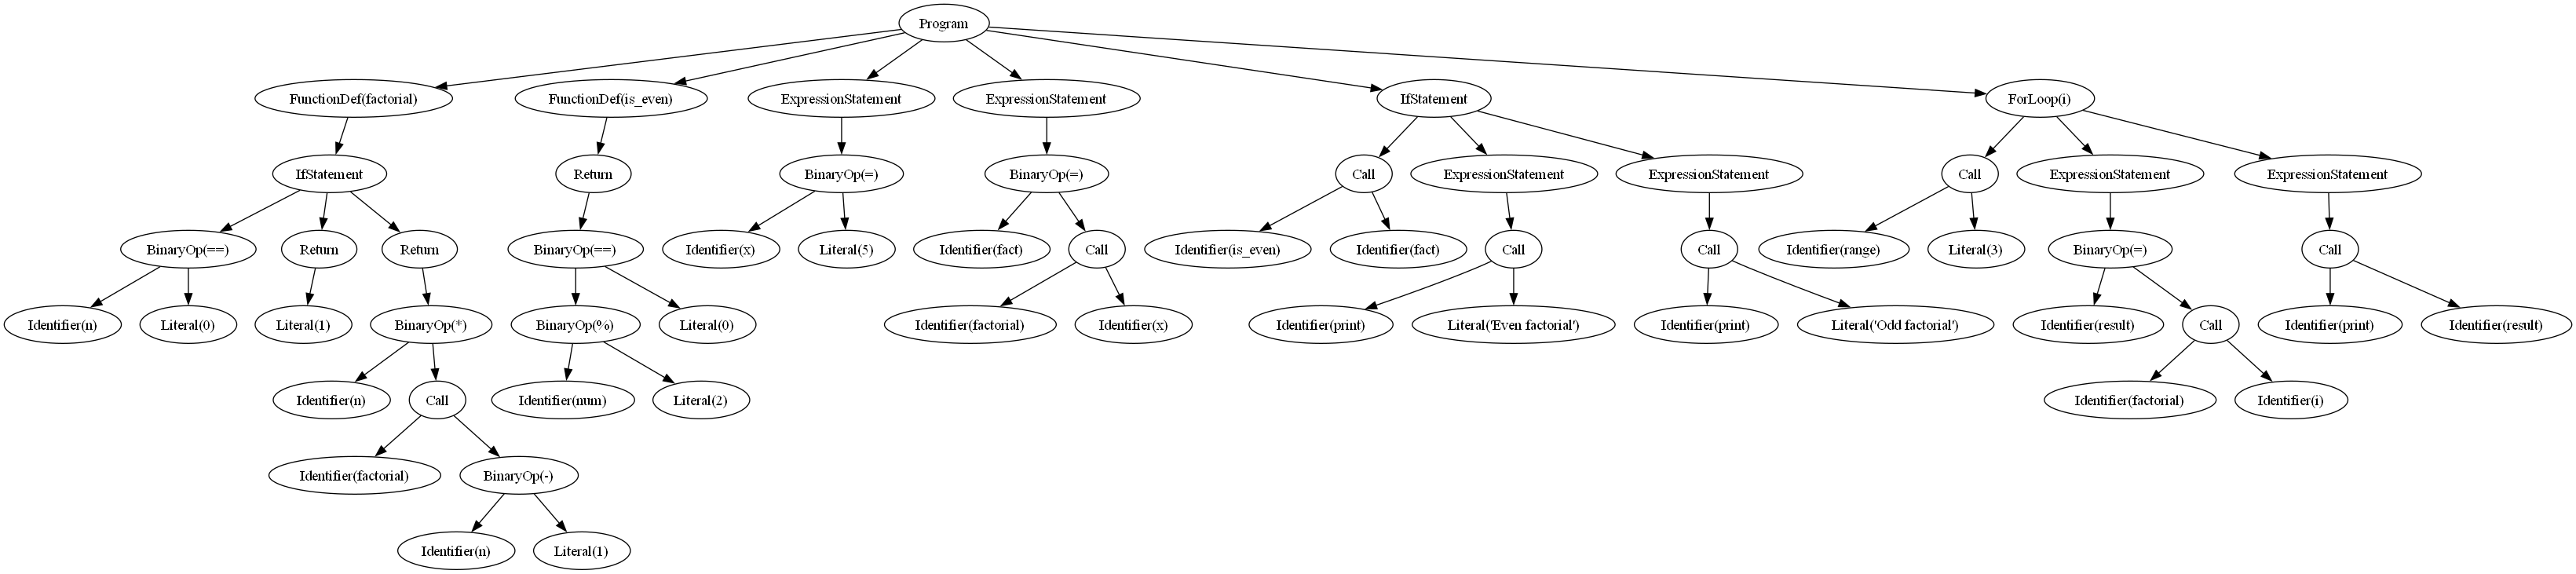 Program
FunctionDef(factorial)
FunctionDef(is_even)
ExpressionStatement
ExpressionStatement
IfStatement
ForLoop(i)
IfStatement
Return
BinaryOp(=)
BinaryOp(=)
Call
ExpressionStatement
ExpressionStatement
Call
ExpressionStatement
ExpressionStatement
BinaryOp(==)
Return
Return
BinaryOp(==)
Identifier(x)
Literal(5)
Identifier(fact)
Call
Identifier(is_even)
Identifier(fact)
Call
Call
Identifier(range)
Literal(3)
BinaryOp(=)
Call
Identifier(n)
Literal(0)
Literal(1)
BinaryOp(*)
BinaryOp(%)
Literal(0)
Identifier(factorial)
Identifier(x)
Identifier(print)
Literal('Even factorial')
Identifier(print)
Literal('Odd factorial')
Identifier(result)
Call
Identifier(print)
Identifier(result)
Identifier(n)
Call
Identifier(num)
Literal(2)
Identifier(factorial)
Identifier(i)
Identifier(factorial)
BinaryOp(-)
Identifier(n)
Literal(1)